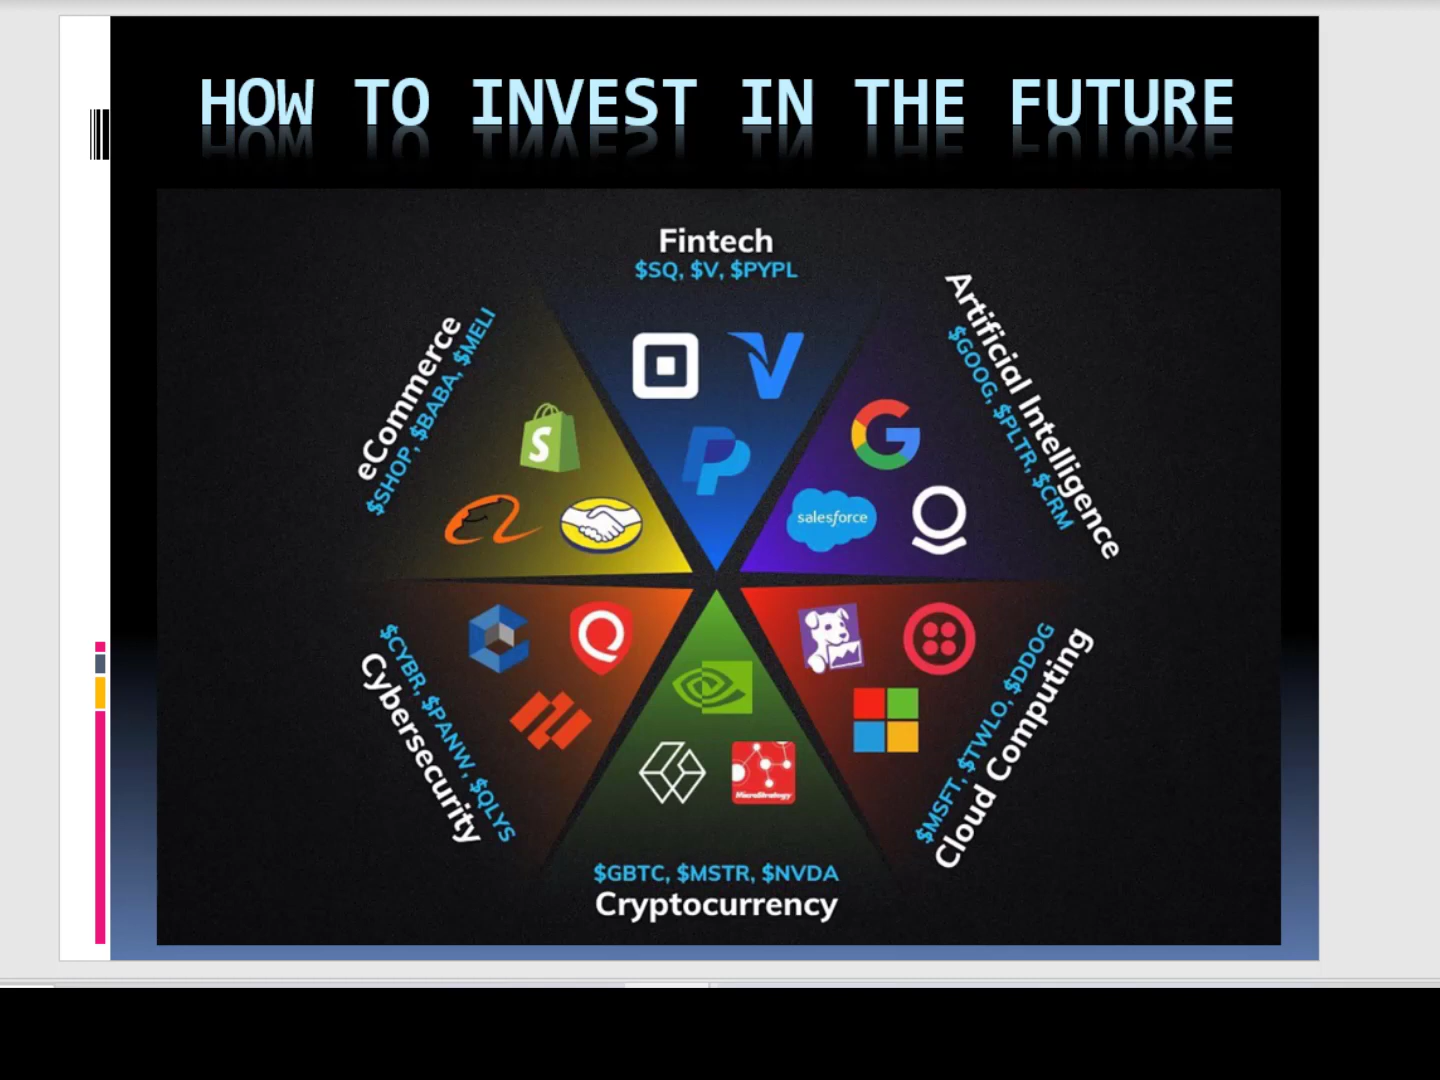 HOW TO INVEST IN THE FUTURE
Fintech
$SQ, $V, $PYPL
eCommerce
$SHOP, $BABA, $MELI
Artificial Intelligence
$GOOG, $PLTR, $CRM
S
salesforce
$CYBR, $PANW, $QLYS
Cybersecurity
$MSFT, $TWLO, $DDOG
Cloud Computing
MicroStrategy
$GBTC, $MSTR, $NVDA
Cryptocurrency